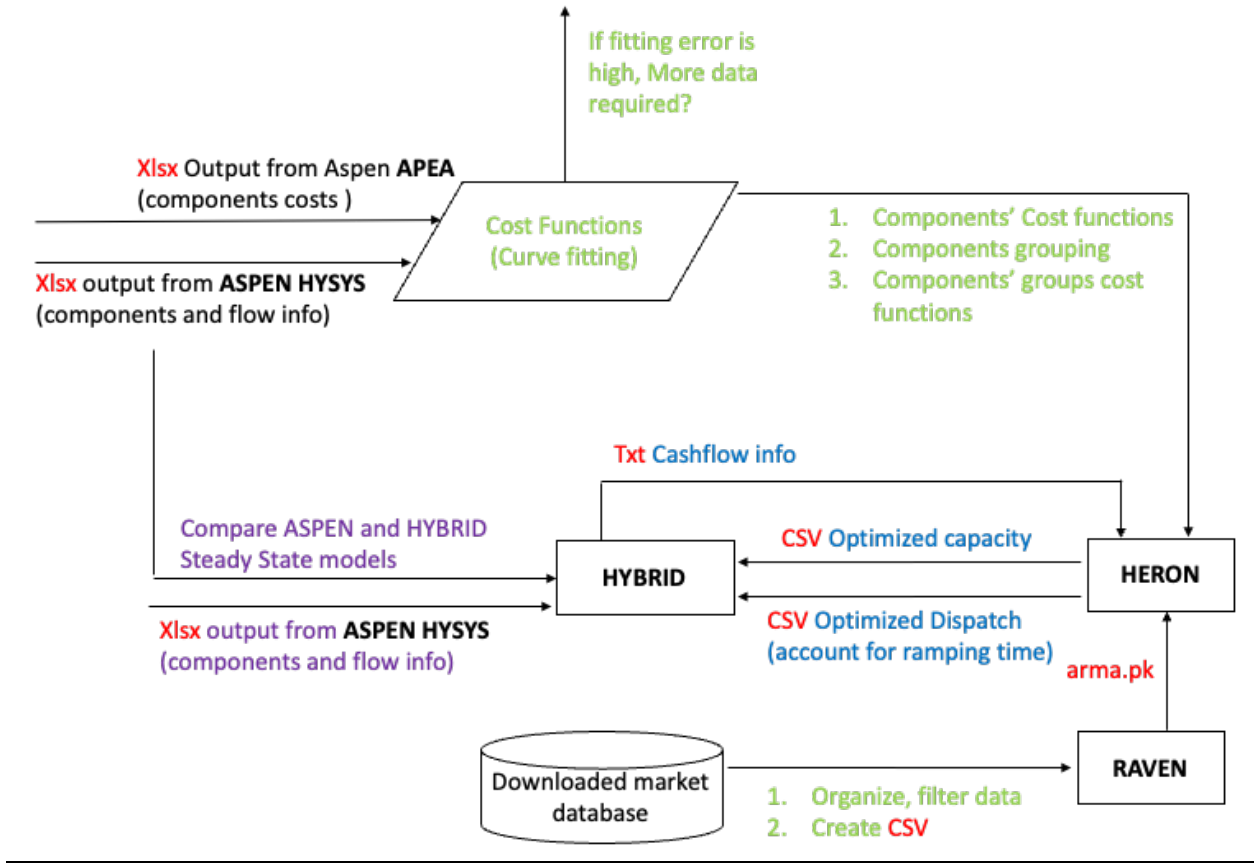 If fitting error is
high, More data
required?
Xlsx Output from Aspen APEA
(components costs )
Cost Functions
(Curve fitting)
1. Components' Cost functions
2. Components grouping
3. Components' groups cost
functions
Xlsx output from ASPEN HYSYS
(components and flow info)
Txt Cashflow info
Compare ASPEN and HYBRID
Steady State models
HYBRID
CSV Optimized capacity
HERON
Xlsx output from ASPEN HYSYS
(components and flow info)
CSV Optimized Dispatch
(account for ramping time)
arma.pk
Downloaded market
database
1. Organize, filter data
2. Create CSV
RAVEN